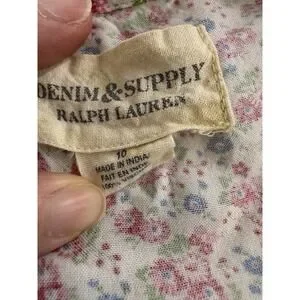 DENIM & SUPPLY
RALPH LAUREN
10
MADE IN INDIA
FAIT EN INDE
100%